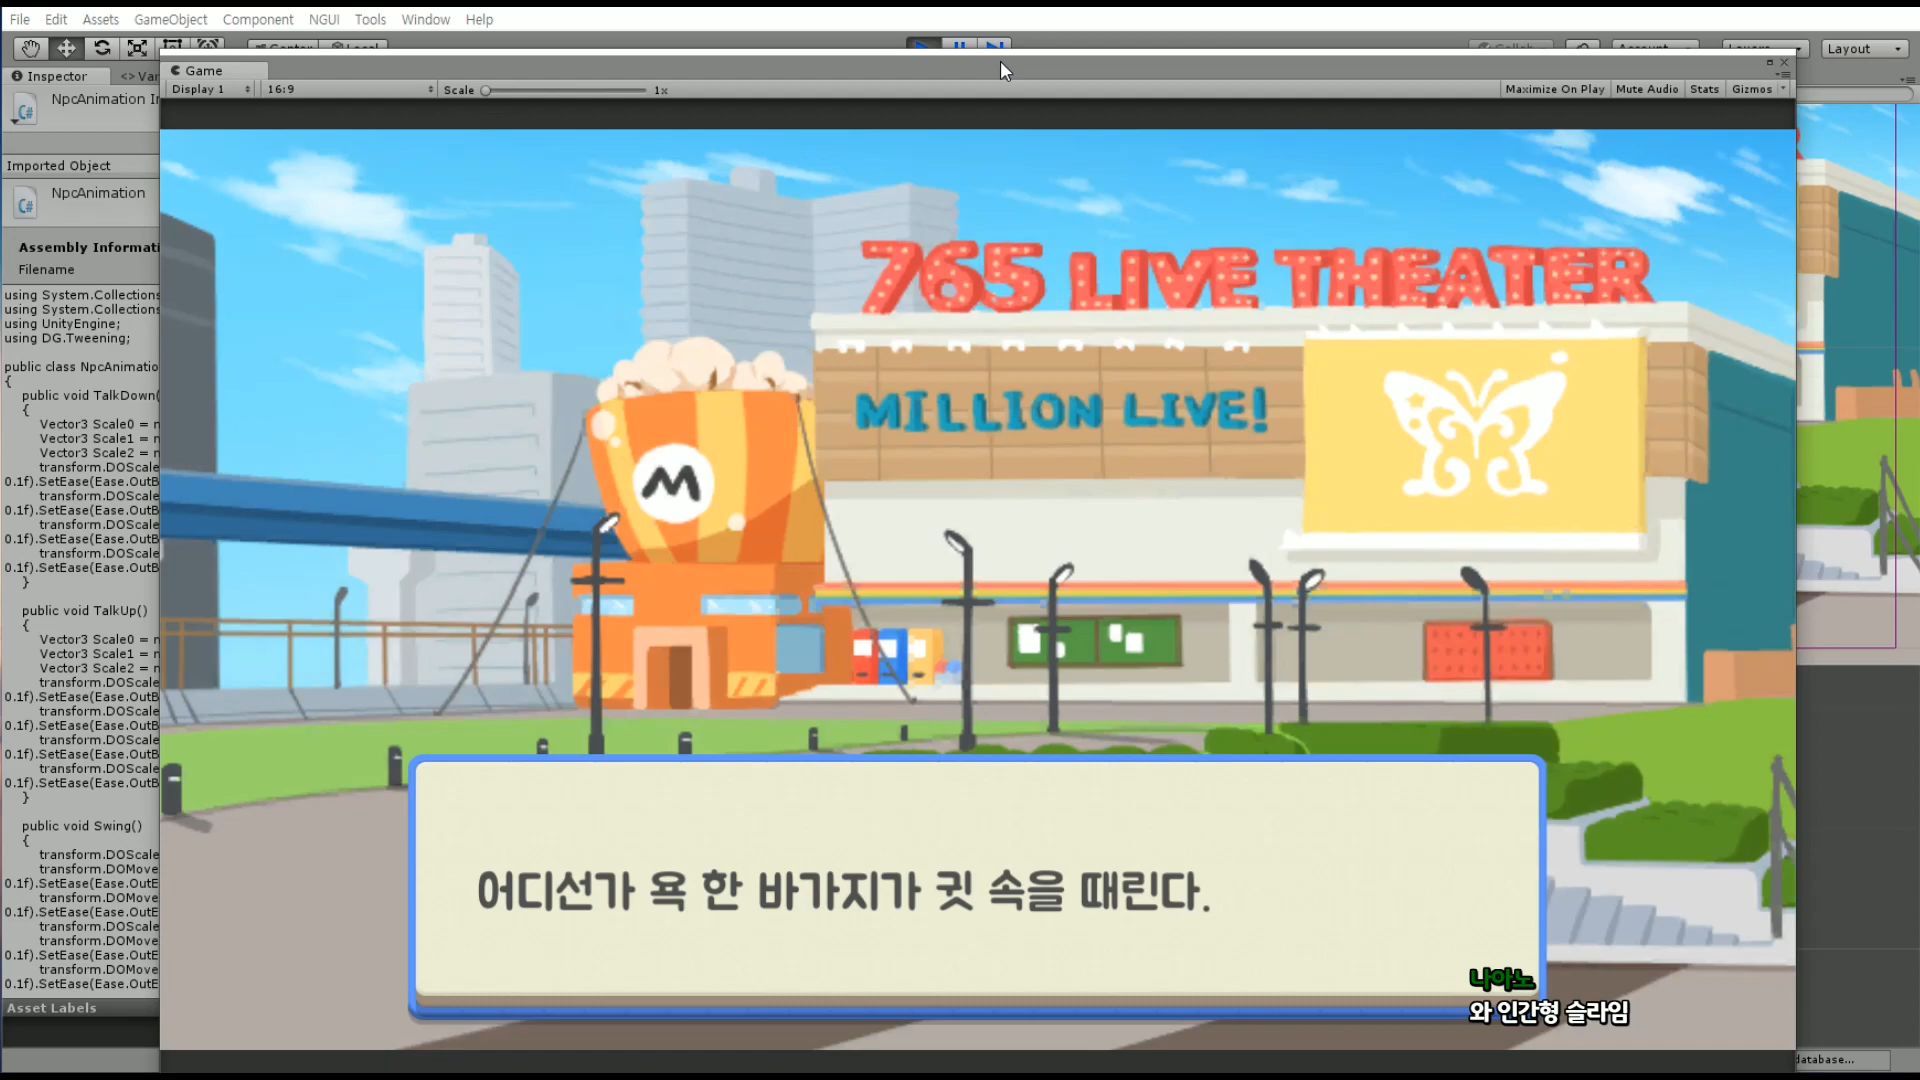 File Edit Assets GameObject Component NGUI Tools Window Help
Center Local
Account
Layers
Layout
Inspector
Game
Display 1
16:9
Scale
1x
Maximize On Play
Mute Audio
Stats
Gizmos
NpcAnimation
Imported Object
NpcAnimation
Assembly Informati
Filename
using System.Collections
using System.Collections
using UnityEngine;
using DG.Tweening;
public class NpcAnimatio
{
public void TalkDown(
{
Vector3 Scale0 =
Vector3 Scale1 =
Vector3 Scale2 =
transform.DOScale
0.1f).SetEase(Ease.OutB
transform.DOScale
0.1f).SetEase(Ease.OutB
transform.DOScale
0.1f).SetEase(Ease.OutB
transform.DOScale
0.1f).SetEase(Ease.OutB
}
public void TalkUp()
{
Vector3 Scale0 =
Vector3 Scale1 =
Vector3 Scale2 =
transform.DOScale
0.1f).SetEase(Ease.OutB
transform.DOScale
0.1f).SetEase(Ease.OutB
transform.DOScale
0.1f).SetEase(Ease.OutB
transform.DOScale
0.1f).SetEase(Ease.OutB
}
public void Swing()
{
transform.DOScale
transform.DOMove
0.1f).SetEase(Ease.OutE
transform.DOMove
0.1f).SetEase(Ease.OutE
transform.DOScale
transform.DOMove
0.1f).SetEase(Ease.OutE
transform.DOMove
0.1f).SetEase(Ease.OutE
Asset Labels
765 LIVE THEATER
MILLION LIVE!
M
어디선가 욕 한 바가지가 귓 속을 때린다.
나아노
와 인간형 슬라임
database...